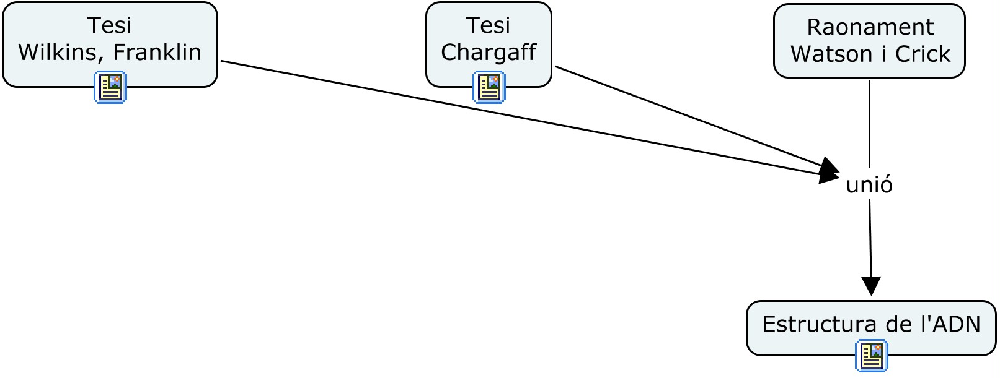 Tesi
Wilkins, Franklin
Tesi
Chargaff
Raonament
Watson i Crick
unió
Estructura de l'ADN